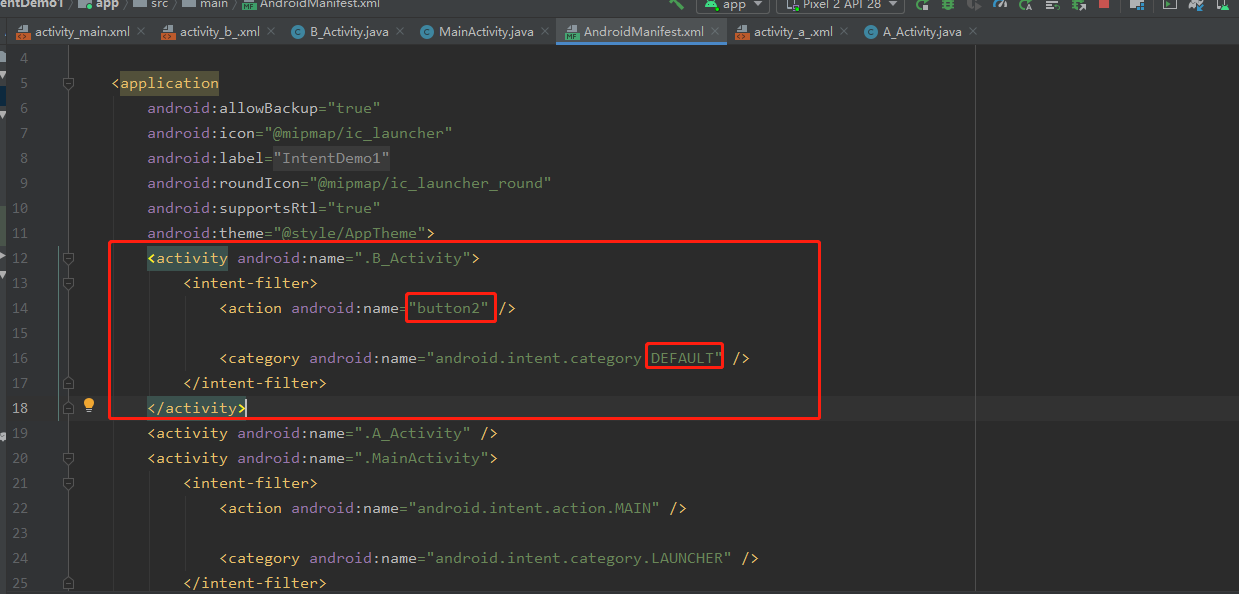 entDemo1 app src main AndroidManifest.xml app Pixel 2 API 28
activity_main.xml activity_b_.xml B_Activity.java MainActivity.java AndroidManifest.xml activity_a_.xml A_Activity.java
4
5 <application
6 android:allowBackup="true"
7 android:icon="@mipmap/ic_launcher"
8 android:label="IntentDemo1"
9 android:roundIcon="@mipmap/ic_launcher_round"
10 android:supportsRtl="true"
11 android:theme="@style/AppTheme">
12 <activity android:name=".B_Activity">
13 <intent-filter>
14 <action android:name="button2" />
15
16 <category android:name="android.intent.category.DEFAULT" />
17 </intent-filter>
18 </activity>
19 <activity android:name=".A_Activity" />
20 <activity android:name=".MainActivity">
21 <intent-filter>
22 <action android:name="android.intent.action.MAIN" />
23
24 <category android:name="android.intent.category.LAUNCHER" />
25 </intent-filter>